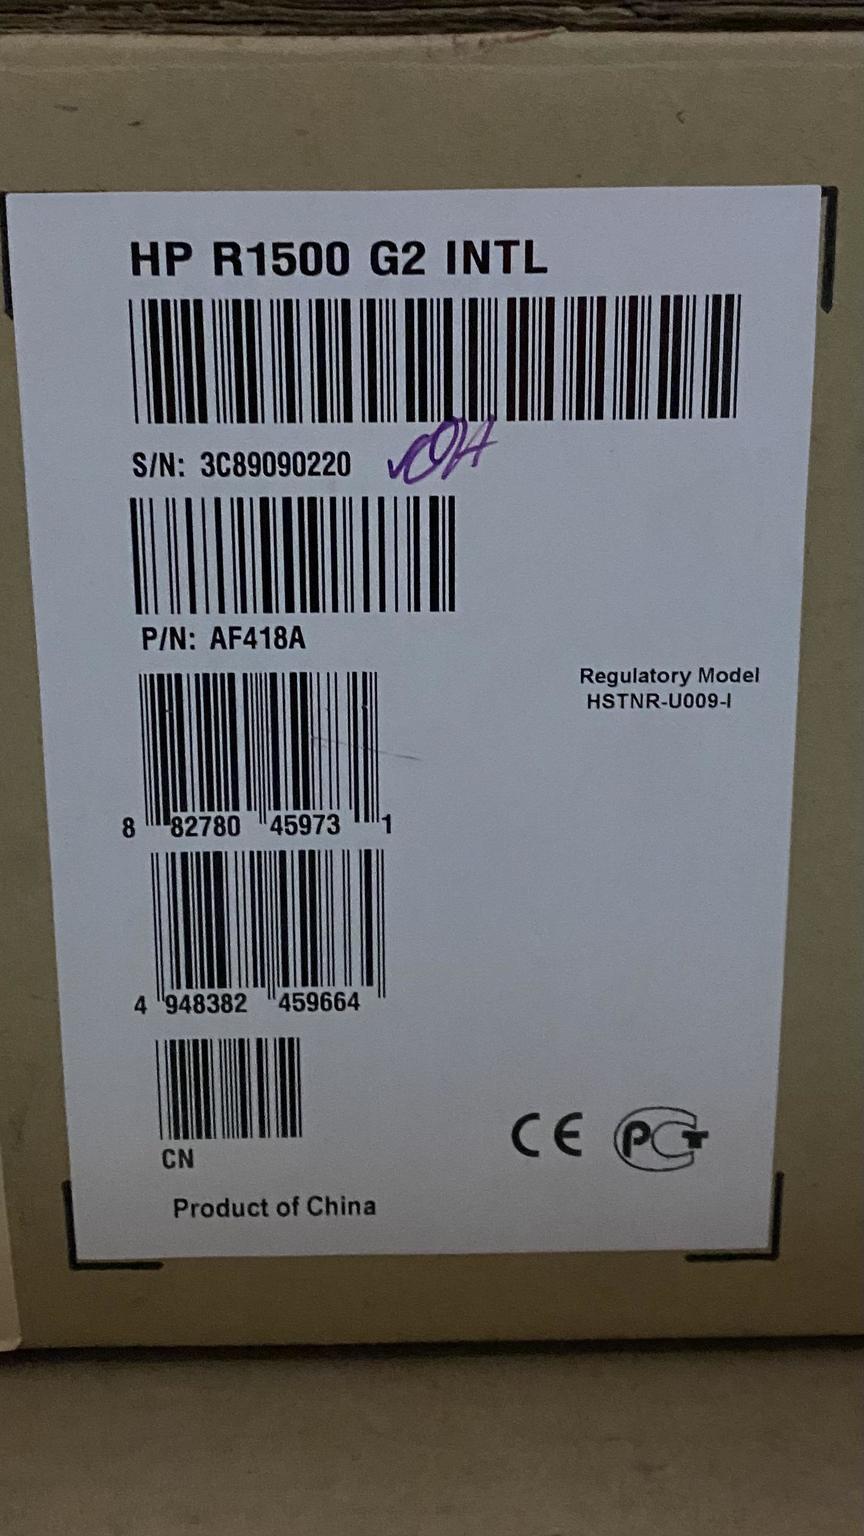 HP R1500 G2 INTL
S/N: 3C89090220
P/N: AF418A
Regulatory Model
HSTNR-U009-I
8 82780 45973 1
4 948382 459664
CN
CE PCT
Product of China